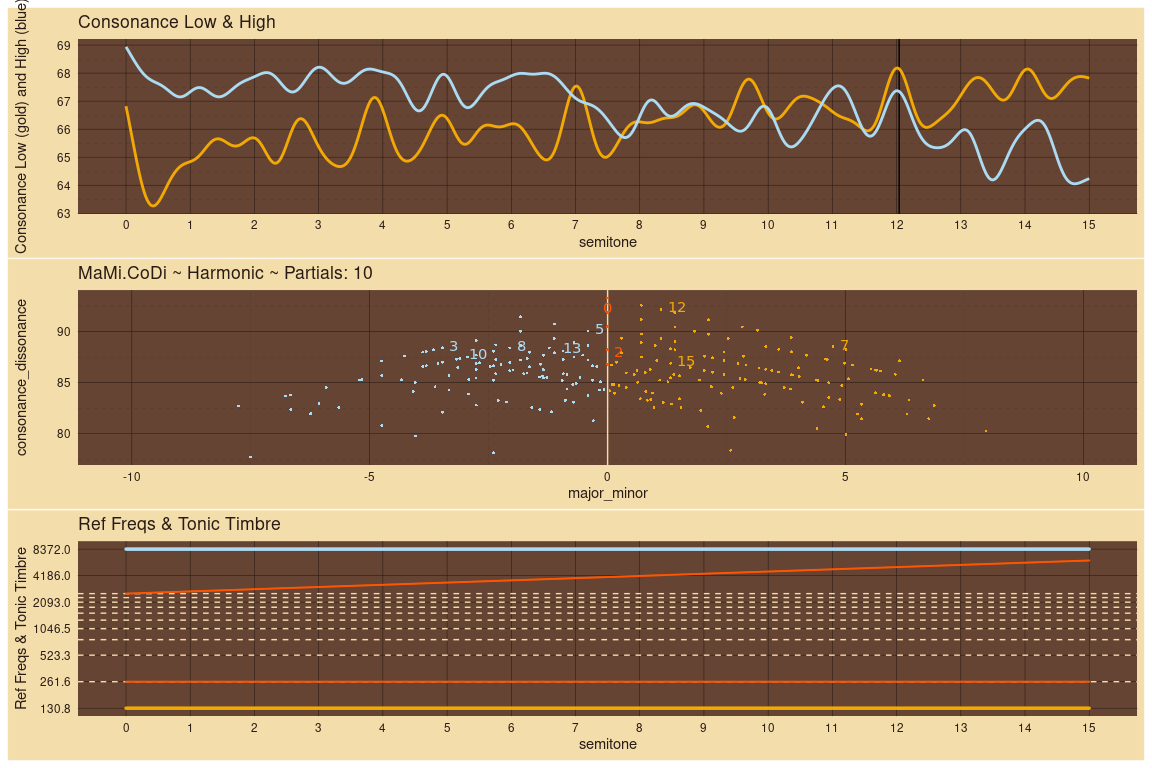 Consonance Low & High
Consonance Low (gold) and High (blue)
69
68
67
66
65
64
63
0 1 2 3 4 5 6 7 8 9 10 11 12 13 14 15
semitone
MaMi.CoDi ~ Harmonic ~ Partials: 10
consonance_dissonance
90
85
80
0 12
5
3 10 8 13 2 7
15
-10 -5 0 5 10
major_minor
Ref Freqs & Tonic Timbre
Ref Freqs & Tonic Timbre
8372.0
4186.0
2093.0
1046.5
523.3
261.6
130.8
0 1 2 3 4 5 6 7 8 9 10 11 12 13 14 15
semitone